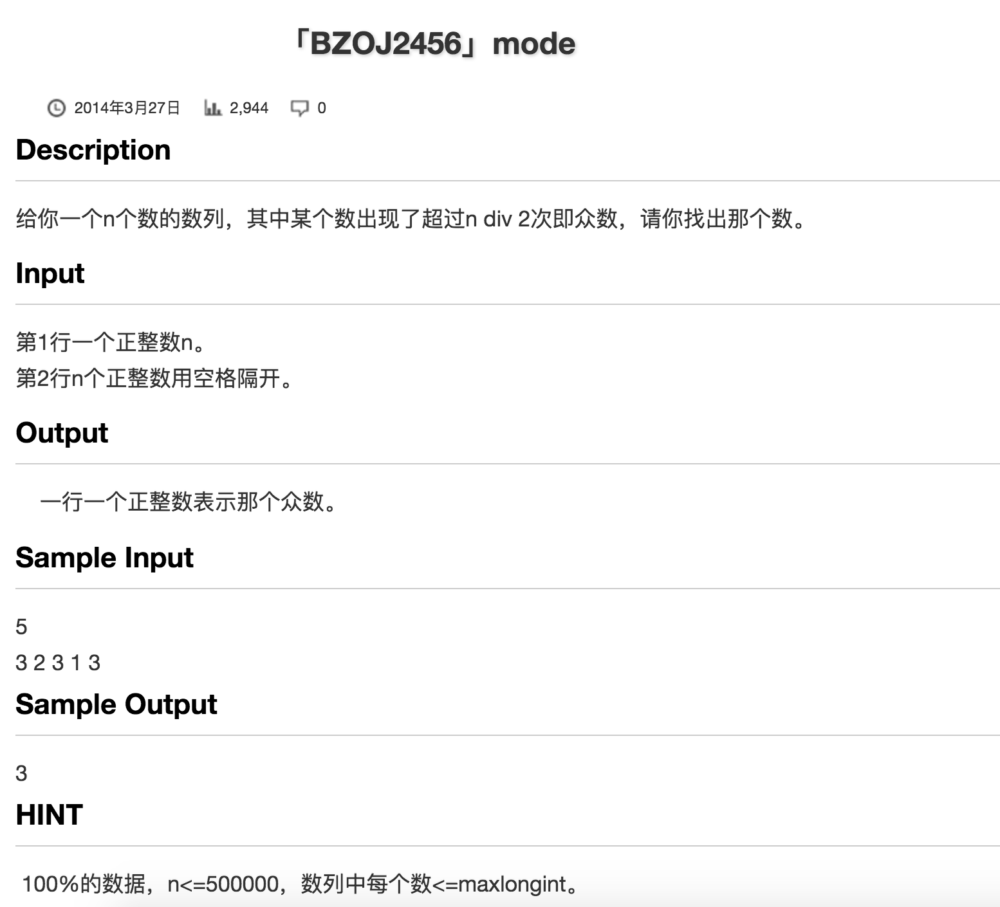 「BZOJ2456」mode
2014年3月27日 2,944 0
Description
给你一个n个数的数列，其中某个数出现了超过n div 2次即众数，请你找出那个数。
Input
第1行一个正整数n。
第2行n个正整数用空格隔开。
Output
一行一个正整数表示那个众数。
Sample Input
5
3 2 3 1 3
Sample Output
3
HINT
100%的数据，n<=500000，数列中每个数<=maxlongint。